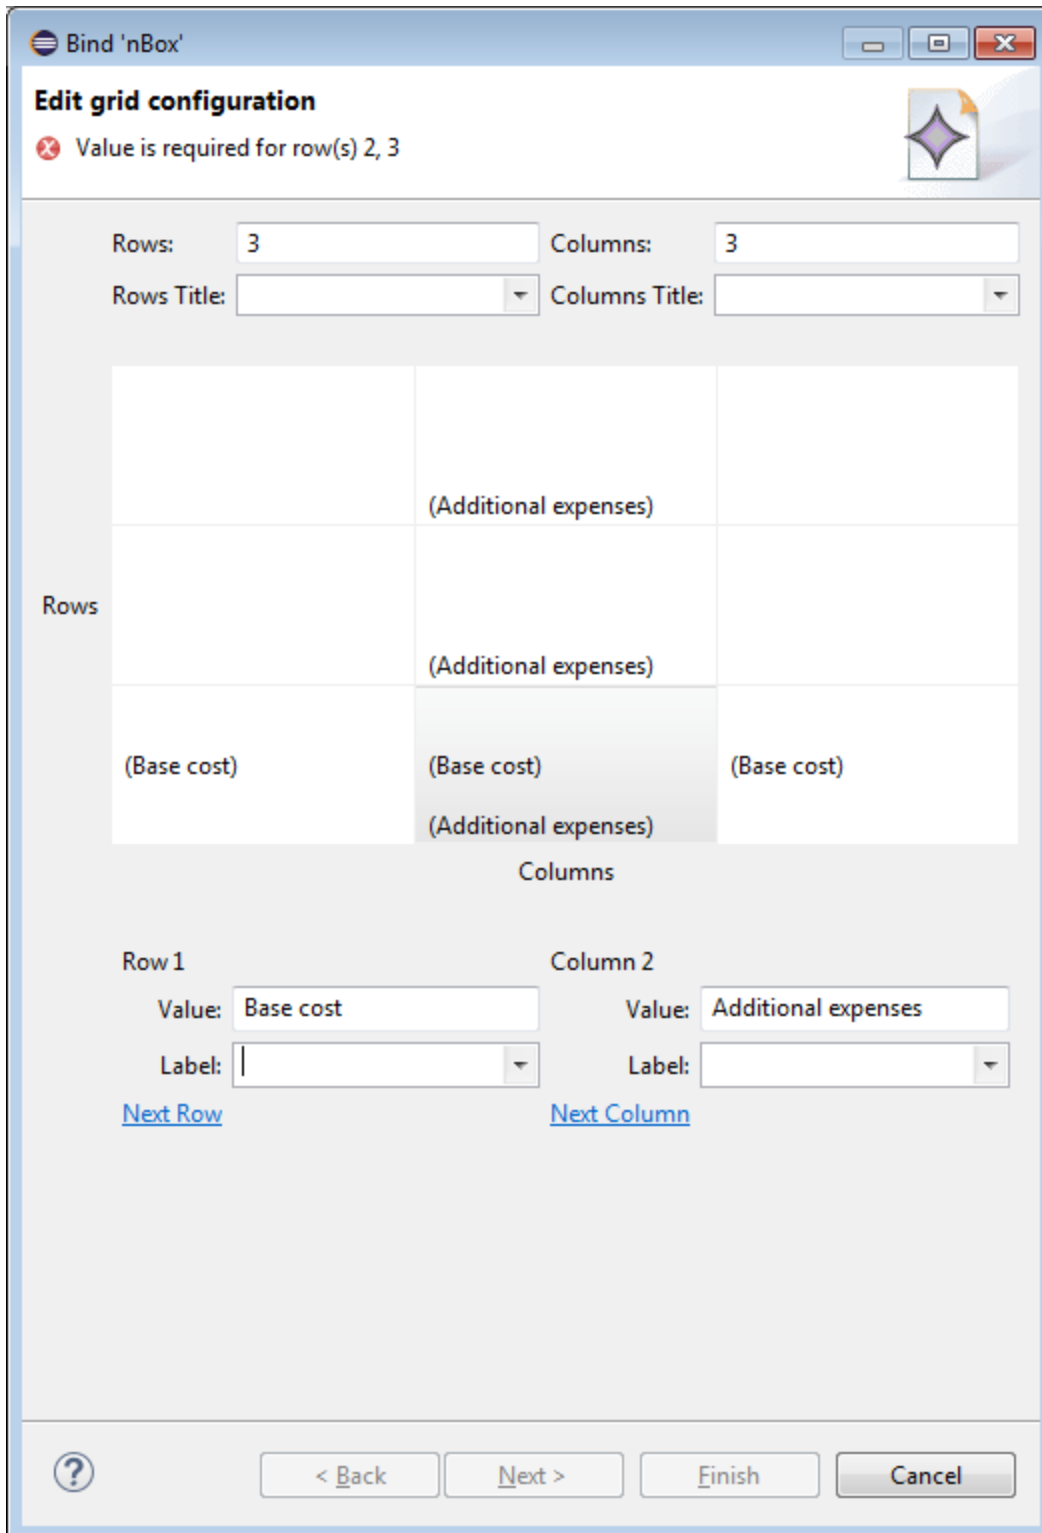 Bind 'nBox'
Edit grid configuration
Value is required for row(s) 2, 3
Rows: 3 Columns: 3
Rows Title: Columns Title:
(Additional expenses)
Rows
(Additional expenses)
(Base cost) (Base cost) (Base cost)
(Additional expenses)
Columns
Row 1 Column 2
Value: Base cost Value: Additional expenses
Label: Label:
Next Row Next Column
? < Back Next > Finish Cancel